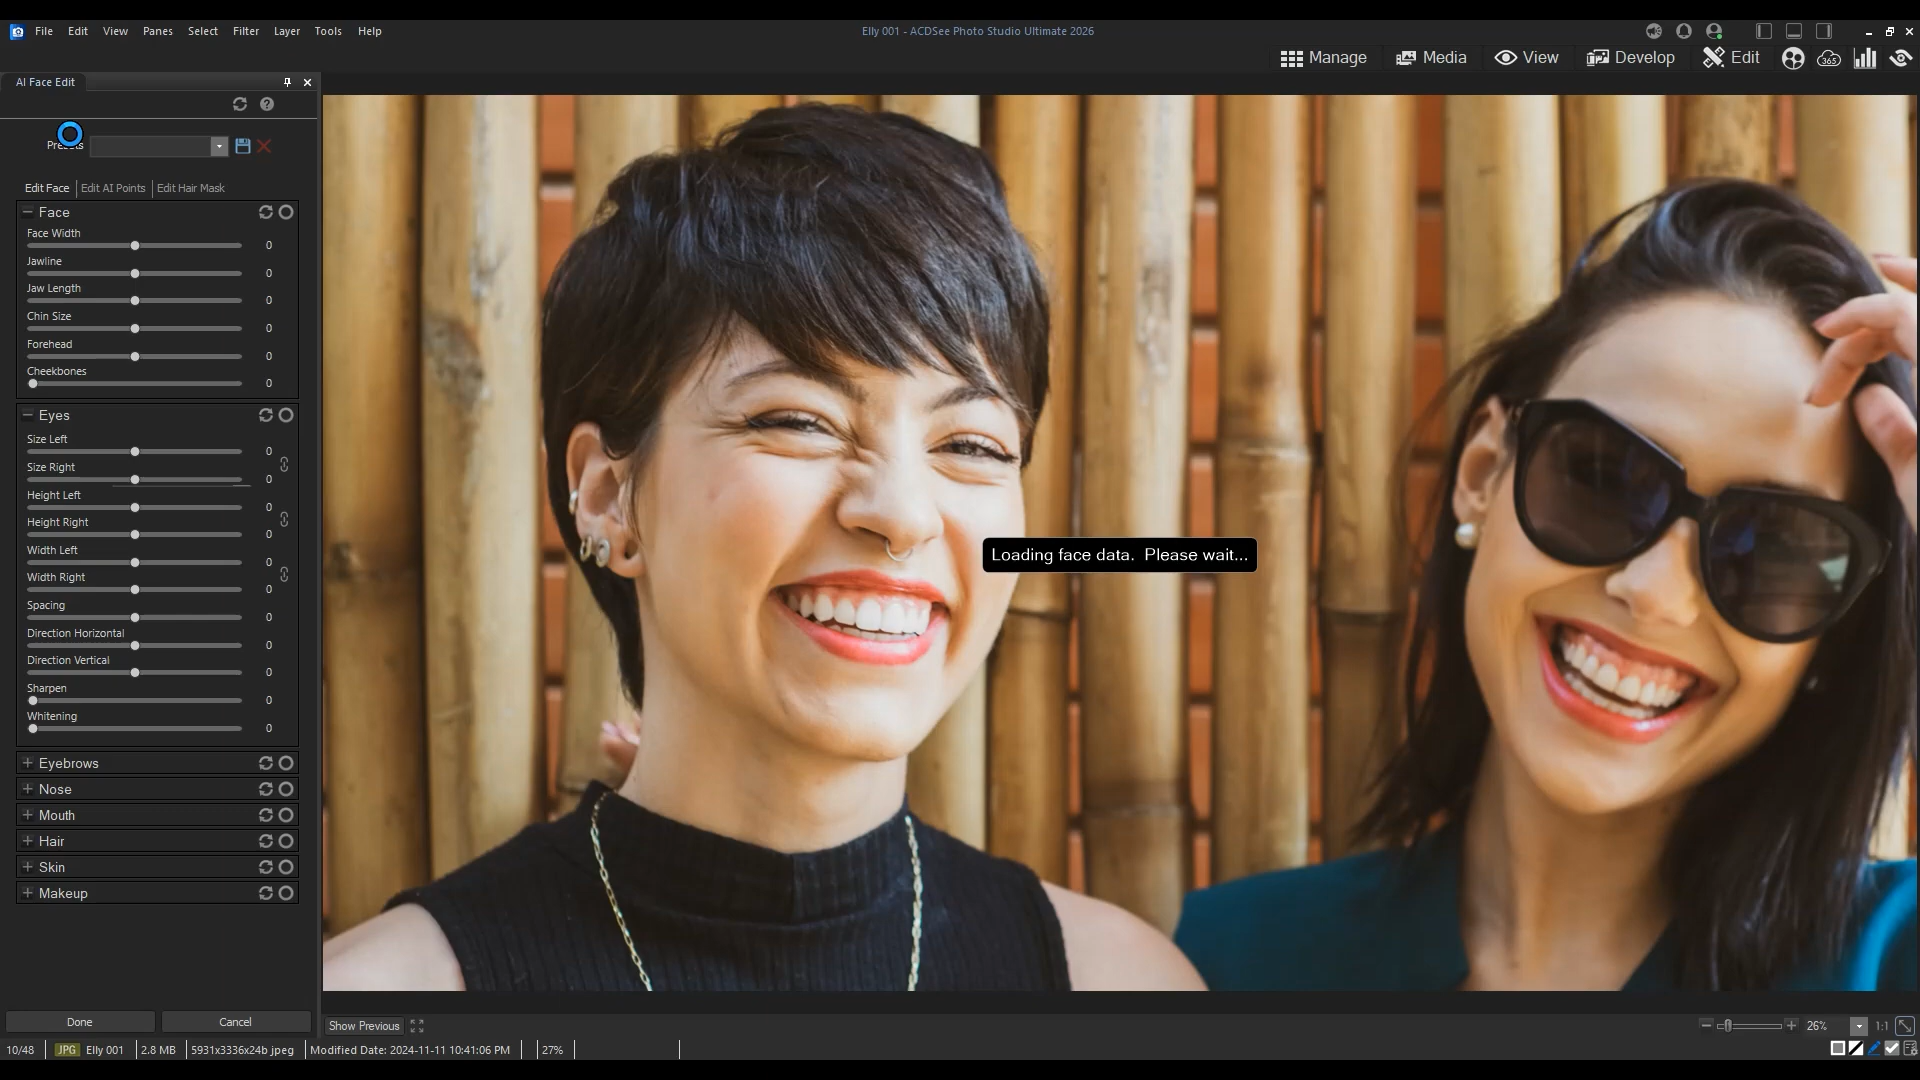 File Edit View Panes Select Filter Layer Tools Help
Elly 001 - ACDSee Photo Studio Ultimate 2026
Manage Media View Develop Edit 365
AI Face Edit
Presets
Edit Face Edit AI Points Edit Hair Mask
Face
Face Width 0
Jawline 0
Jaw Length 0
Chin Size 0
Forehead 0
Cheekbones 0
Eyes
Size Left 0
Size Right 0
Height Left 0
Height Right 0
Width Left 0
Width Right 0
Spacing 0
Direction Horizontal 0
Direction Vertical 0
Sharpen 0
Whitening 0
Eyebrows
Nose
Mouth
Hair
Skin
Makeup
Loading face data.  Please wait...
Done Cancel
Show Previous
26% 1:1
10/48 JPG Elly 001 2.8 MB 5931x3336x24b jpeg Modified Date: 2024-11-11 10:41:06 PM 27%